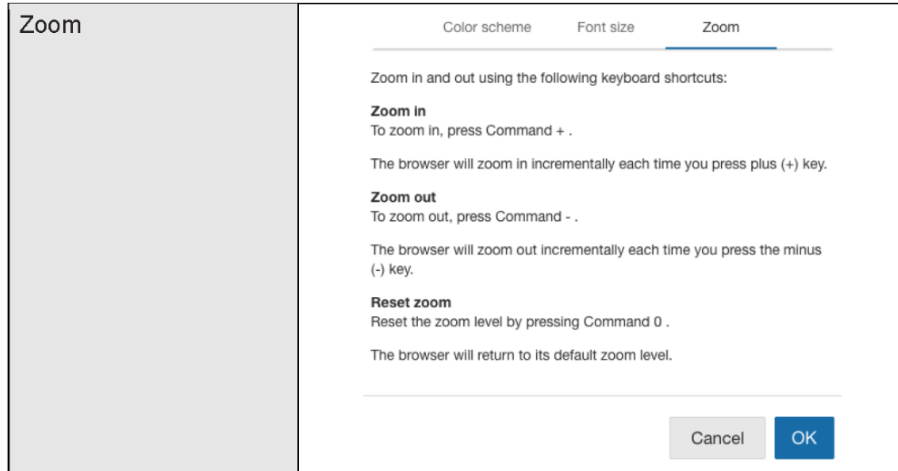 Zoom
Color scheme Font size Zoom
Zoom in and out using the following keyboard shortcuts:
Zoom in
To zoom in, press Command + .
The browser will zoom in incrementally each time you press plus (+) key.
Zoom out
To zoom out, press Command - .
The browser will zoom out incrementally each time you press the minus
(-) key.
Reset zoom
Reset the zoom level by pressing Command 0 .
The browser will return to its default zoom level.
Cancel OK